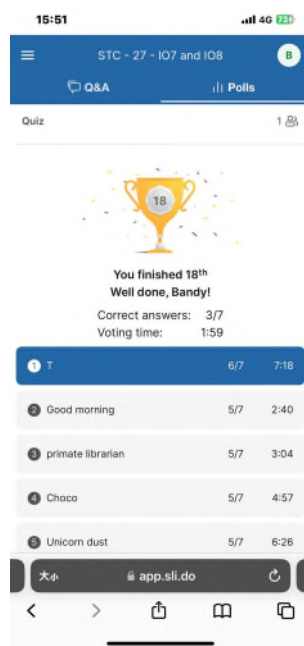 15:51
4G 73
STC - 27 - IO7 and IO8
B
Q&A
Polls
Quiz
1
18
You finished 18th
Well done, Bandy!
Correct answers: 3/7
Voting time: 1:59
1 T 6/7 7:18
2 Good morning 5/7 2:40
3 primate librarian 5/7 3:04
4 Choco 5/7 4:57
5 Unicorn dust 5/7 6:26
大小 app.sli.do